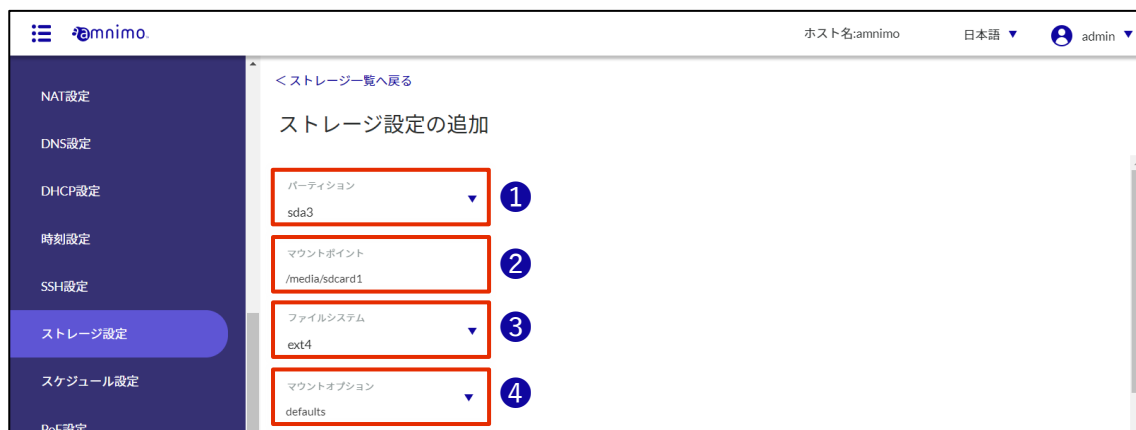 amnimo.
ホスト名:amnimo
日本語 ▼
admin ▼
NAT設定
DNS設定
DHCP設定
時刻設定
SSH設定
ストレージ設定
スケジュール設定
PoE設定
＜ストレージ一覧へ戻る
ストレージ設定の追加
パーティション
sda3
1
マウントポイント
/media/sdcard1
2
ファイルシステム
ext4
3
マウントオプション
defaults
4